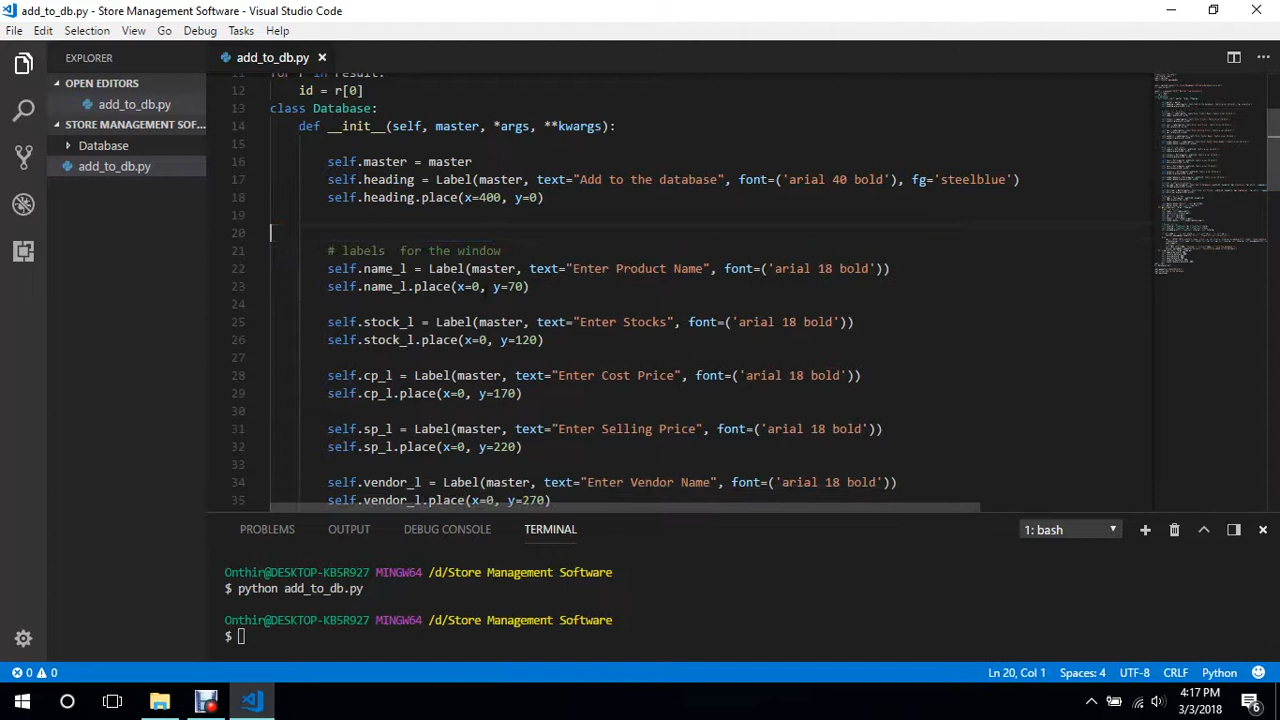 add_to_db.py - Store Management Software - Visual Studio Code
File Edit Selection View Go Debug Tasks Help
EXPLORER
OPEN EDITORS
add_to_db.py
STORE MANAGEMENT SOF...
Database
add_to_db.py
add_to_db.py
11 for r in result:
12 id = r[0]
13 class Database:
14 def __init__(self, master, *args, **kwargs):
15
16 self.master = master
17 self.heading = Label(master, text="Add to the database", font=('arial 40 bold'), fg='steelblue')
18 self.heading.place(x=400, y=0)
19
20
21 # labels  for the window
22 self.name_l = Label(master, text="Enter Product Name", font=('arial 18 bold'))
23 self.name_l.place(x=0, y=70)
24
25 self.stock_l = Label(master, text="Enter Stocks", font=('arial 18 bold'))
26 self.stock_l.place(x=0, y=120)
27
28 self.cp_l = Label(master, text="Enter Cost Price", font=('arial 18 bold'))
29 self.cp_l.place(x=0, y=170)
30
31 self.sp_l = Label(master, text="Enter Selling Price", font=('arial 18 bold'))
32 self.sp_l.place(x=0, y=220)
33
34 self.vendor_l = Label(master, text="Enter Vendor Name", font=('arial 18 bold'))
35 self.vendor_l.place(x=0, y=270)
PROBLEMS OUTPUT DEBUG CONSOLE TERMINAL
1: bash
Onthir@DESKTOP-KB5R927 MINGW64 /d/Store Management Software
$ python add_to_db.py
Onthir@DESKTOP-KB5R927 MINGW64 /d/Store Management Software
$
0 0
Ln 20, Col 1 Spaces: 4 UTF-8 CRLF Python
4:17 PM
3/3/2018
6